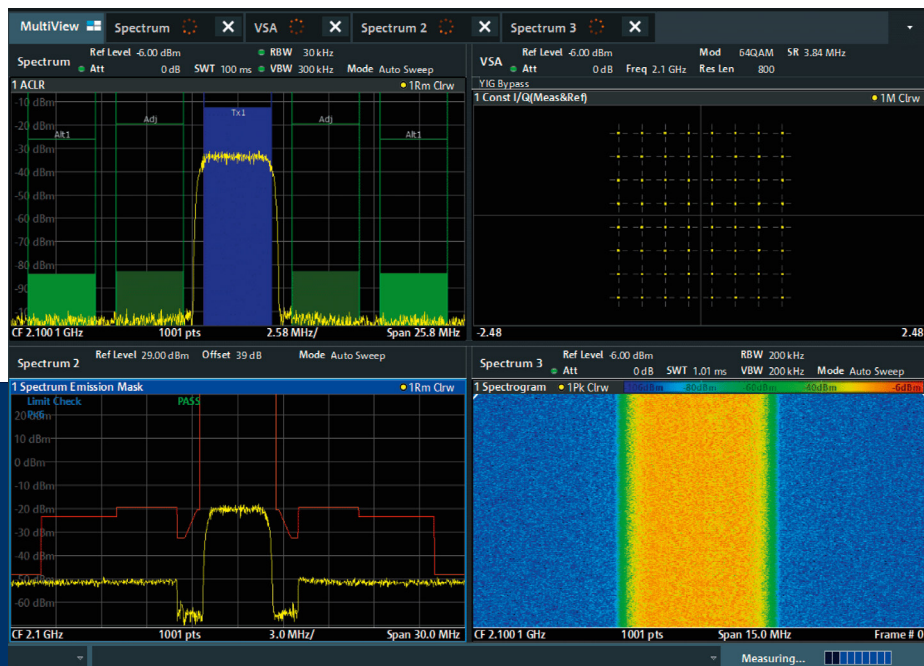 MultiView Spectrum X VSA X Spectrum 2 X Spectrum 3 X
Spectrum
Ref Level -6.00 dBm RBW 30 kHz
Att 0 dB SWT 100 ms VBW 300 kHz Mode Auto Sweep
1 ACLR 1Rm Clrw
-10 dBm
-20 dBm
-30 dBm
-40 dBm
-50 dBm
-60 dBm
-70 dBm
-80 dBm
-90
Alt1 Adj Tx1 Adj Alt1
CF 2.100 1 GHz 1001 pts 2.58 MHz/ Span 25.8 MHz
VSA
Ref Level -6.00 dBm Mod 64QAM SR 3.84 MHz
Att 0 dB Freq 2.1 GHz Res Len 800
YIG Bypass
1 Const I/Q(Meas&Ref) 1M Clrw
-2.48 2.48
Spectrum 2
Ref Level 29.00 dBm Offset 39 dB Mode Auto Sweep
1 Spectrum Emission Mask 1Rm Clrw
Limit Check PASS
20 dBm
10 dBm
0 dBm
-10 dBm
-20 dBm
-30 dBm
-40 dBm
-60 dBm
CF 2.1 GHz 1001 pts 3.0 MHz/ Span 30.0 MHz
Spectrum 3
Ref Level -6.00 dBm RBW 200 kHz
Att 0 dB SWT 1.01 ms VBW 200 kHz Mode Auto Sweep
1 Spectrogram 1Pk Clrw -106dBm -80dBm -60dBm -40dBm -6dBm
CF 2.100 1 GHz 1001 pts Span 15.0 MHz Frame # 0
Measuring...